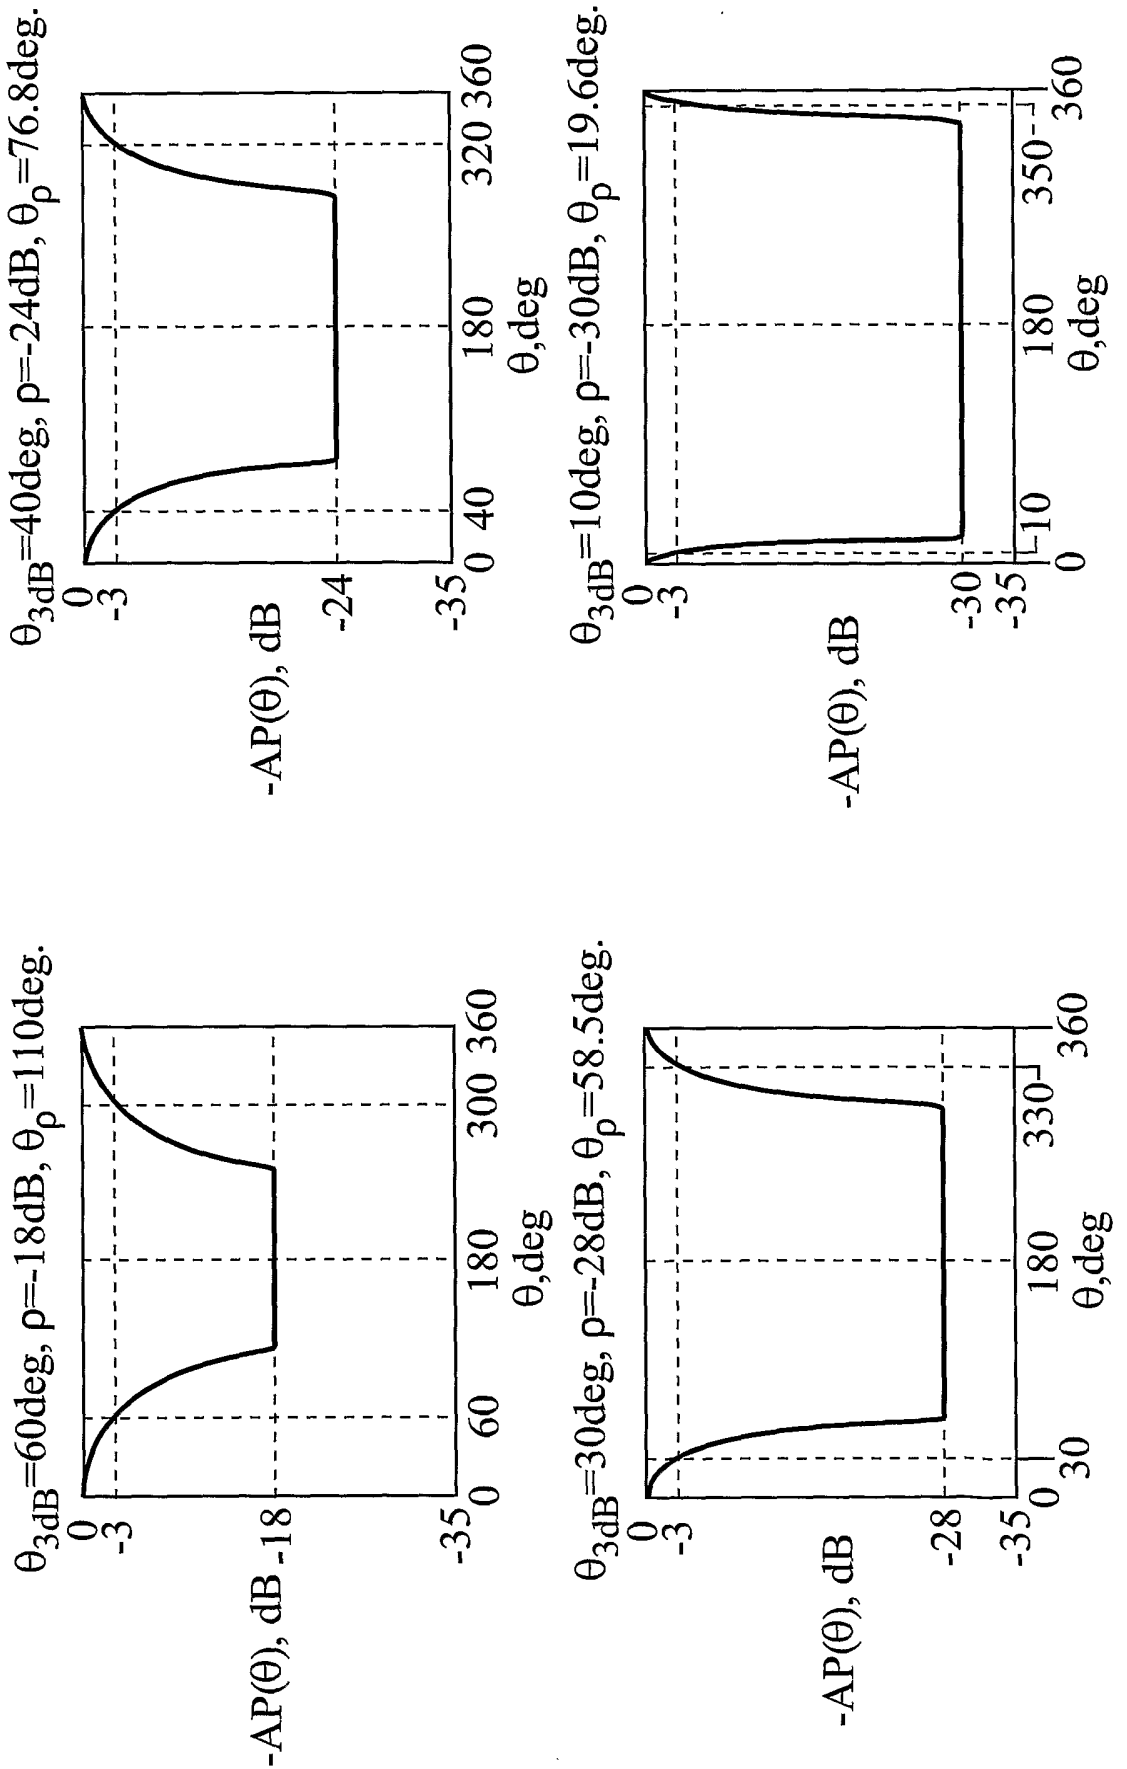 θ3dB=60deg, ρ=-18dB, θρ=110deg.
0
-3
-18
-35
-AP(θ), dB
0 60 180 300 360
θ,deg
θ3dB=40deg, ρ=-24dB, θρ=76.8deg.
0
-3
-24
-35
-AP(θ), dB
0 40 180 320 360
θ,deg
θ3dB=30deg, ρ=-28dB, θρ=58.5deg.
0
-3
-28
-35
-AP(θ), dB
0 30 180 330 360
θ,deg
θ3dB=10deg, ρ=-30dB, θρ=19.6deg.
0
-3
-30
-35
-AP(θ), dB
0 10 180 350 360
θ,deg